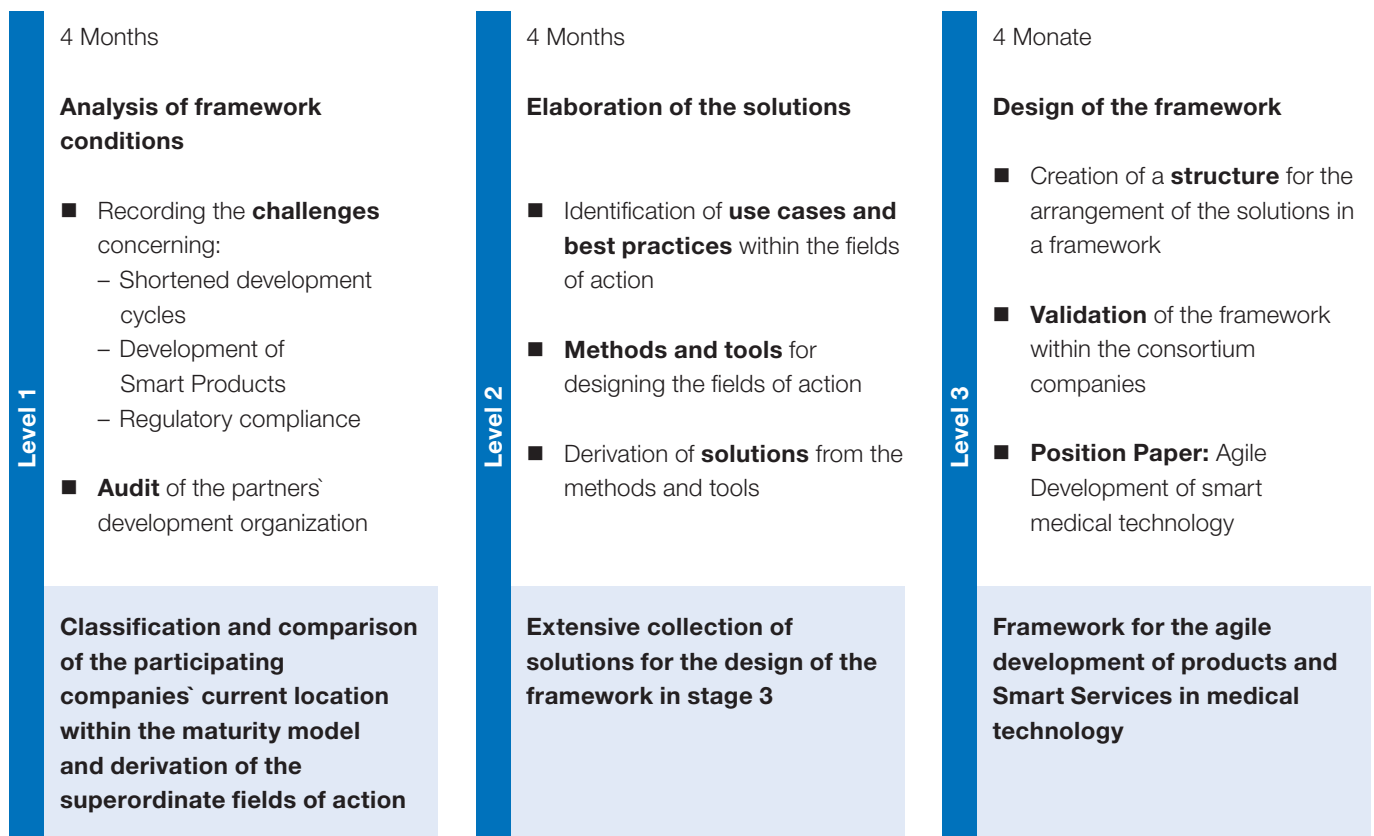 Level 1
4 Months
Analysis of framework
conditions
■ Recording the challenges
concerning:
– Shortened development
cycles
– Development of
Smart Products
– Regulatory compliance
■ Audit of the partners`
development organization
Classification and comparison
of the participating
companies` current location
within the maturity model
and derivation of the
superordinate fields of action
Level 2
4 Months
Elaboration of the solutions
■ Identification of use cases and
best practices within the fields
of action
■ Methods and tools for
designing the fields of action
■ Derivation of solutions from the
methods and tools
Extensive collection of
solutions for the design of the
framework in stage 3
Level 3
4 Monate
Design of the framework
■ Creation of a structure for the
arrangement of the solutions in
a framework
■ Validation of the framework
within the consortium
companies
■ Position Paper: Agile
Development of smart
medical technology
Framework for the agile
development of products and
Smart Services in medical
technology